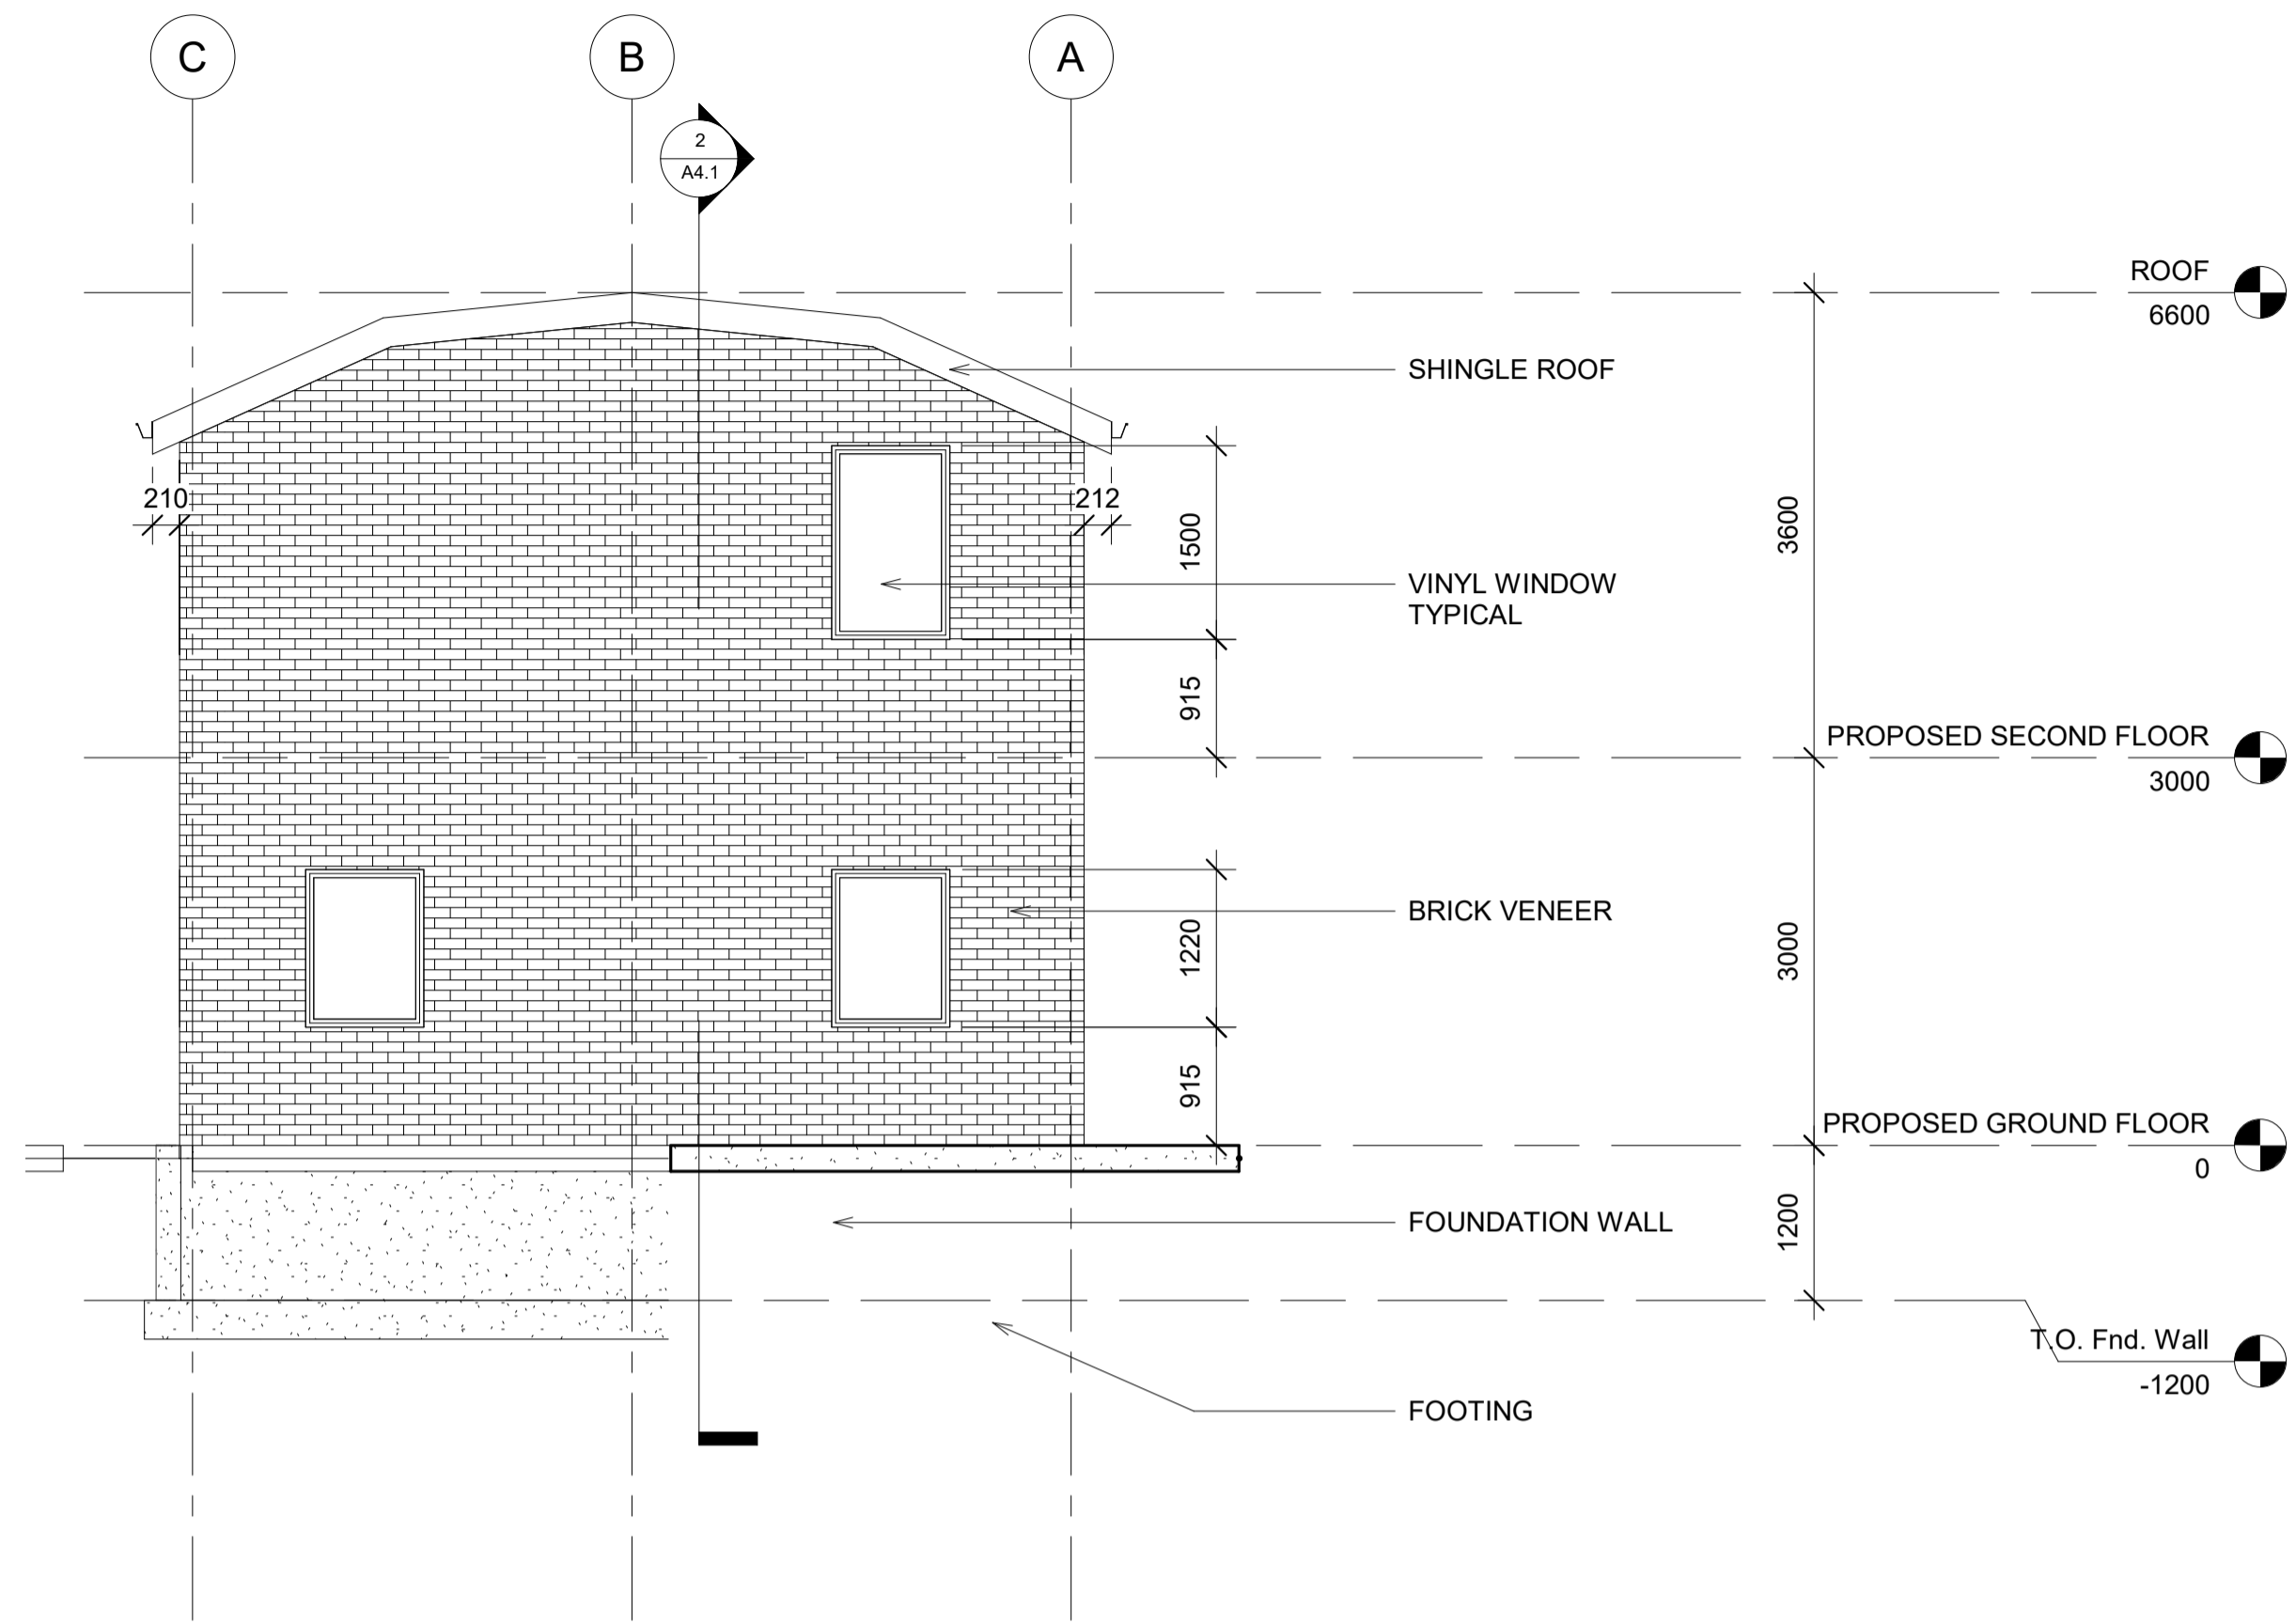 C
B
A
2
A4.1
ROOF
6600
SHINGLE ROOF
210
212
1500
3600
VINYL WINDOW
TYPICAL
915
PROPOSED SECOND FLOOR
3000
BRICK VENEER
1220
3000
915
PROPOSED GROUND FLOOR
0
FOUNDATION WALL
1200
T.O. Fnd. Wall
-1200
FOOTING